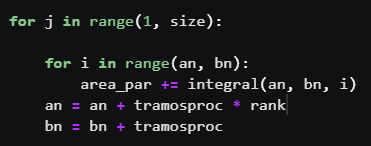 for j in range(1, size):
for i in range(an, bn):
area_par += integral(an, bn, i)
an = an + tramosproc * rank
bn = bn + tramosproc